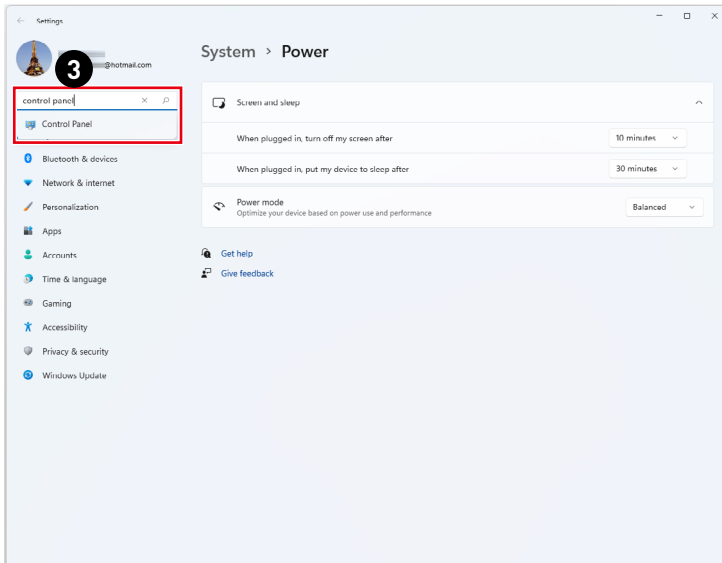 Settings
3
@hotmail.com
System > Power
control panel
Control Panel
Bluetooth & devices
Network & internet
Personalization
Apps
Accounts
Time & language
Gaming
Accessibility
Privacy & security
Windows Update
Screen and sleep
When plugged in, turn off my screen after
10 minutes
When plugged in, put my device to sleep after
30 minutes
Power mode
Optimize your device based on power use and performance
Balanced
Get help
Give feedback